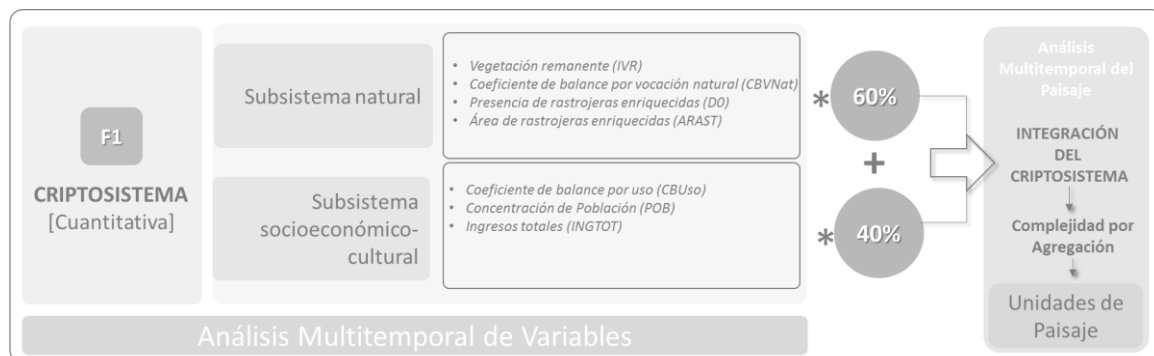 F1
CRIPTOSISTEMA
[Cuantitativa]
Subsistema natural
• Vegetación remanente (IVR)
• Coeficiente de balance por vocación natural (CBVNat)
• Presencia de rastrojeras enriquecidas (D0)
• Área de rastrojeras enriquecidas (ARAST)
*
60%
+
Subsistema
socioeconómico-
cultural
• Coeficiente de balance por uso (CBUso)
• Concentración de Población (POB)
• Ingresos totales (INGTOT)
*
40%
Análisis
Multitemporal del
Paisaje
INTEGRACIÓN
DEL
CRIPTOSISTEMA
Complejidad por
Agregación
Unidades de
Paisaje
Análisis Multitemporal de Variables